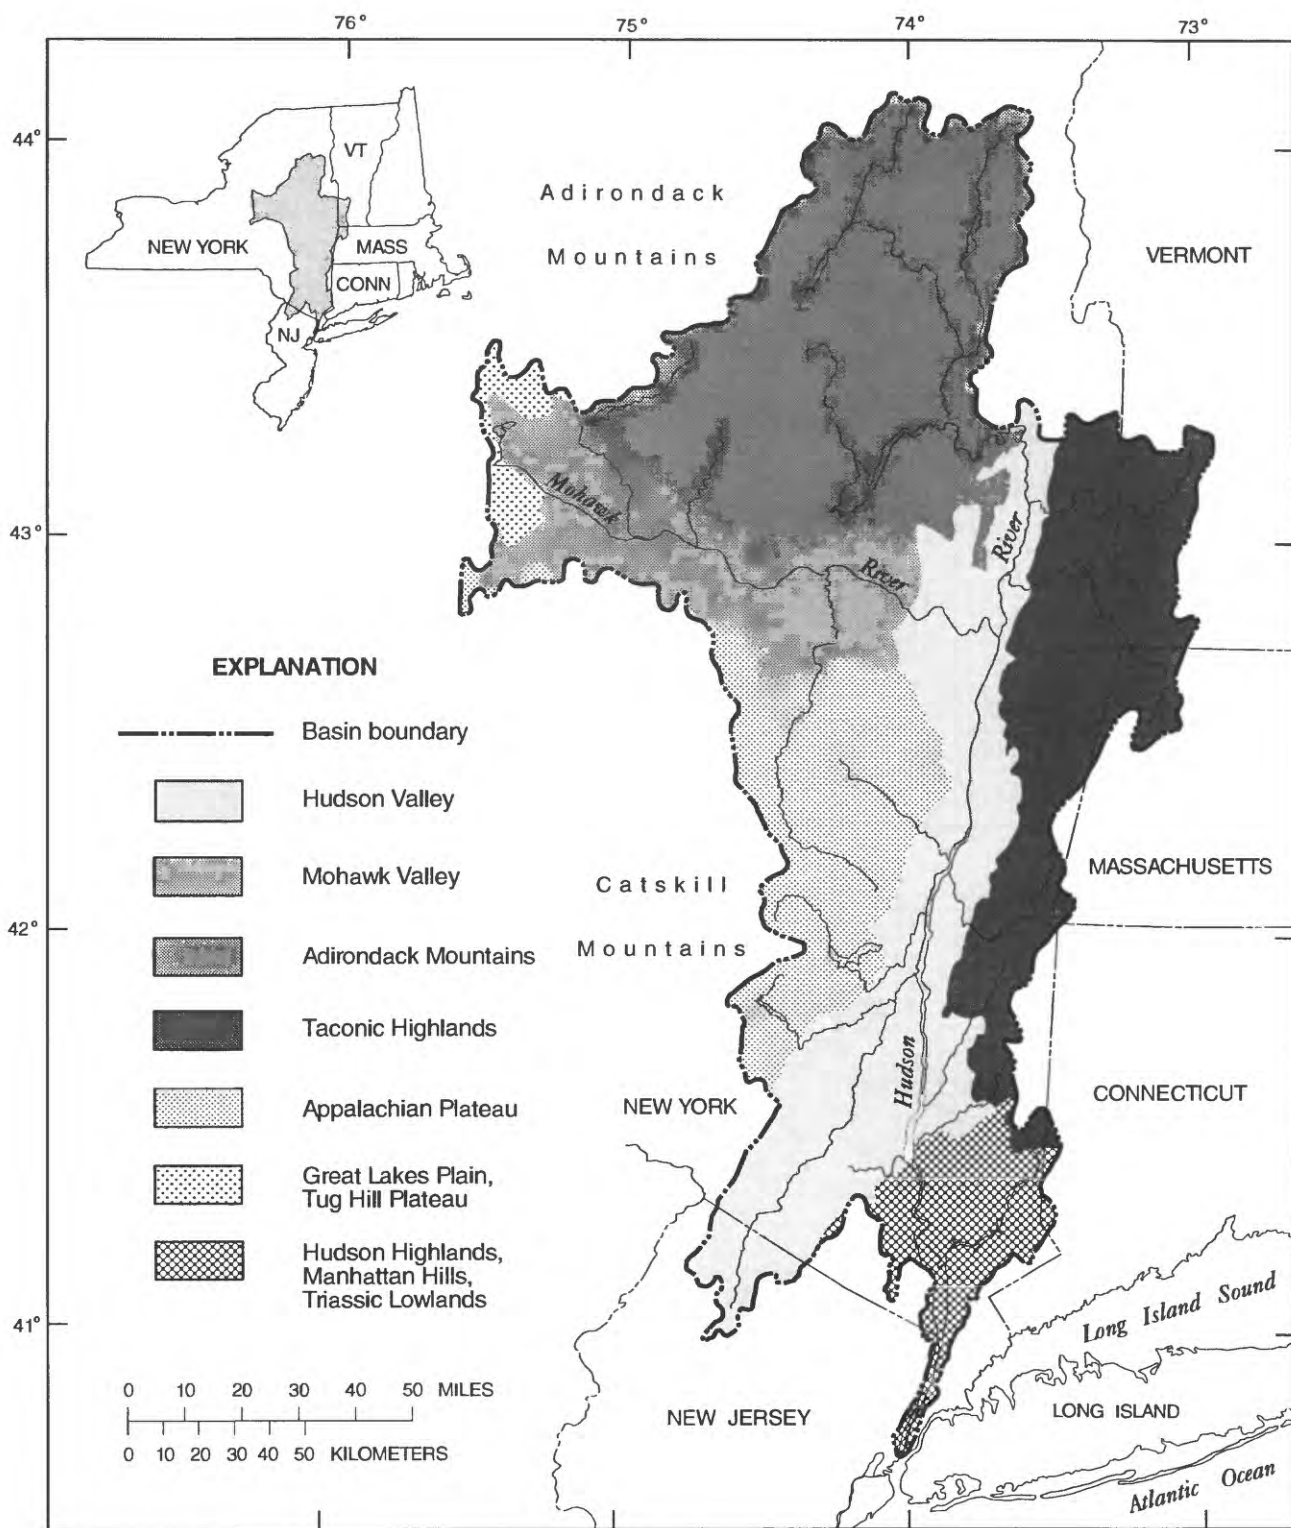 76°
75°
74°
73°
44°
43°
42°
41°
VT
NEW YORK
MASS
CONN
NJ
Adirondack
Mountains
VERMONT
Mohawk
River
River
EXPLANATION
Basin boundary
Hudson Valley
Mohawk Valley
Adirondack Mountains
Taconic Highlands
Appalachian Plateau
Great Lakes Plain,
Tug Hill Plateau
Hudson Highlands,
Manhattan Hills,
Triassic Lowlands
Catskill
Mountains
MASSACHUSETTS
Hudson
NEW YORK
CONNECTICUT
Long Island Sound
LONG ISLAND
NEW JERSEY
Atlantic Ocean
0 10 20 30 40 50 MILES
0 10 20 30 40 50 KILOMETERS